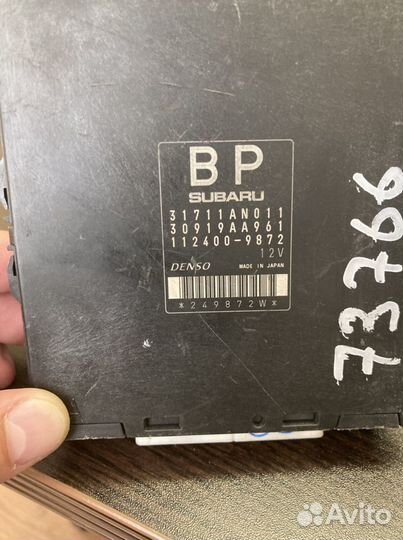 BP
SUBARU
31711AN011
30919AA961
112400-9872
12V
DENSO MADE IN JAPAN
*249872W*
73766
Avito